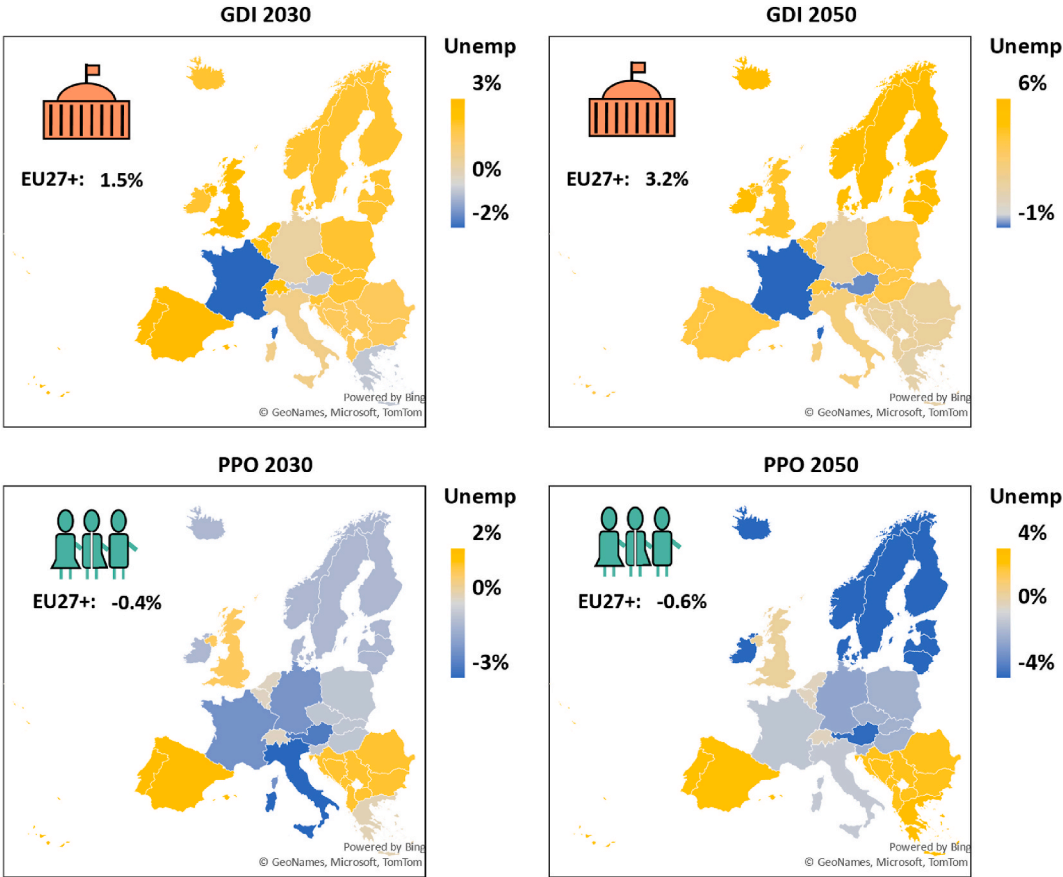 GDI 2030
Unemp
3%
0%
-2%
EU27+: 1.5%
Powered by Bing
© GeoNames, Microsoft, TomTom
GDI 2050
Unemp
6%
-1%
EU27+: 3.2%
Powered by Bing
© GeoNames, Microsoft, TomTom
PPO 2030
Unemp
2%
0%
-3%
EU27+: -0.4%
Powered by Bing
© GeoNames, Microsoft, TomTom
PPO 2050
Unemp
4%
0%
-4%
EU27+: -0.6%
Powered by Bing
© GeoNames, Microsoft, TomTom